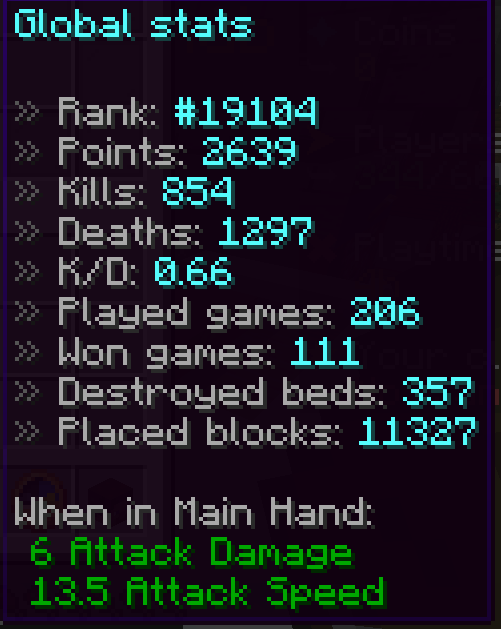 Global stats
» Rank: #19104
» Points: 2639
» Kills: 854
» Deaths: 1297
» K/D: 0.66
» Played games: 206
» Won games: 111
» Destroyed beds: 357
» Placed blocks: 11327
When in Main Hand:
6 Attack Damage
13.5 Attack Speed